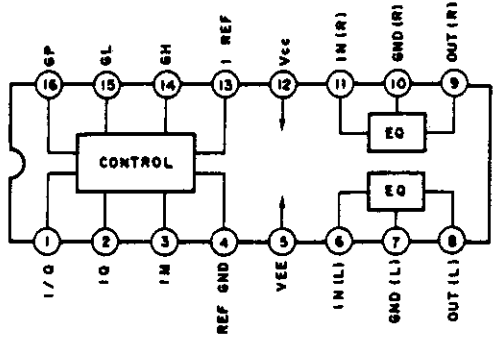 GP GL GH I REF Vcc IN(R) GND(R) OUT(R)
16 15 14 13 12 11 10 9
EQ
CONTROL
EQ
1 2 3 4 5 6 7 8
I/Q IQ IM REF GND VEE IN(L) GND(L) OUT(L)